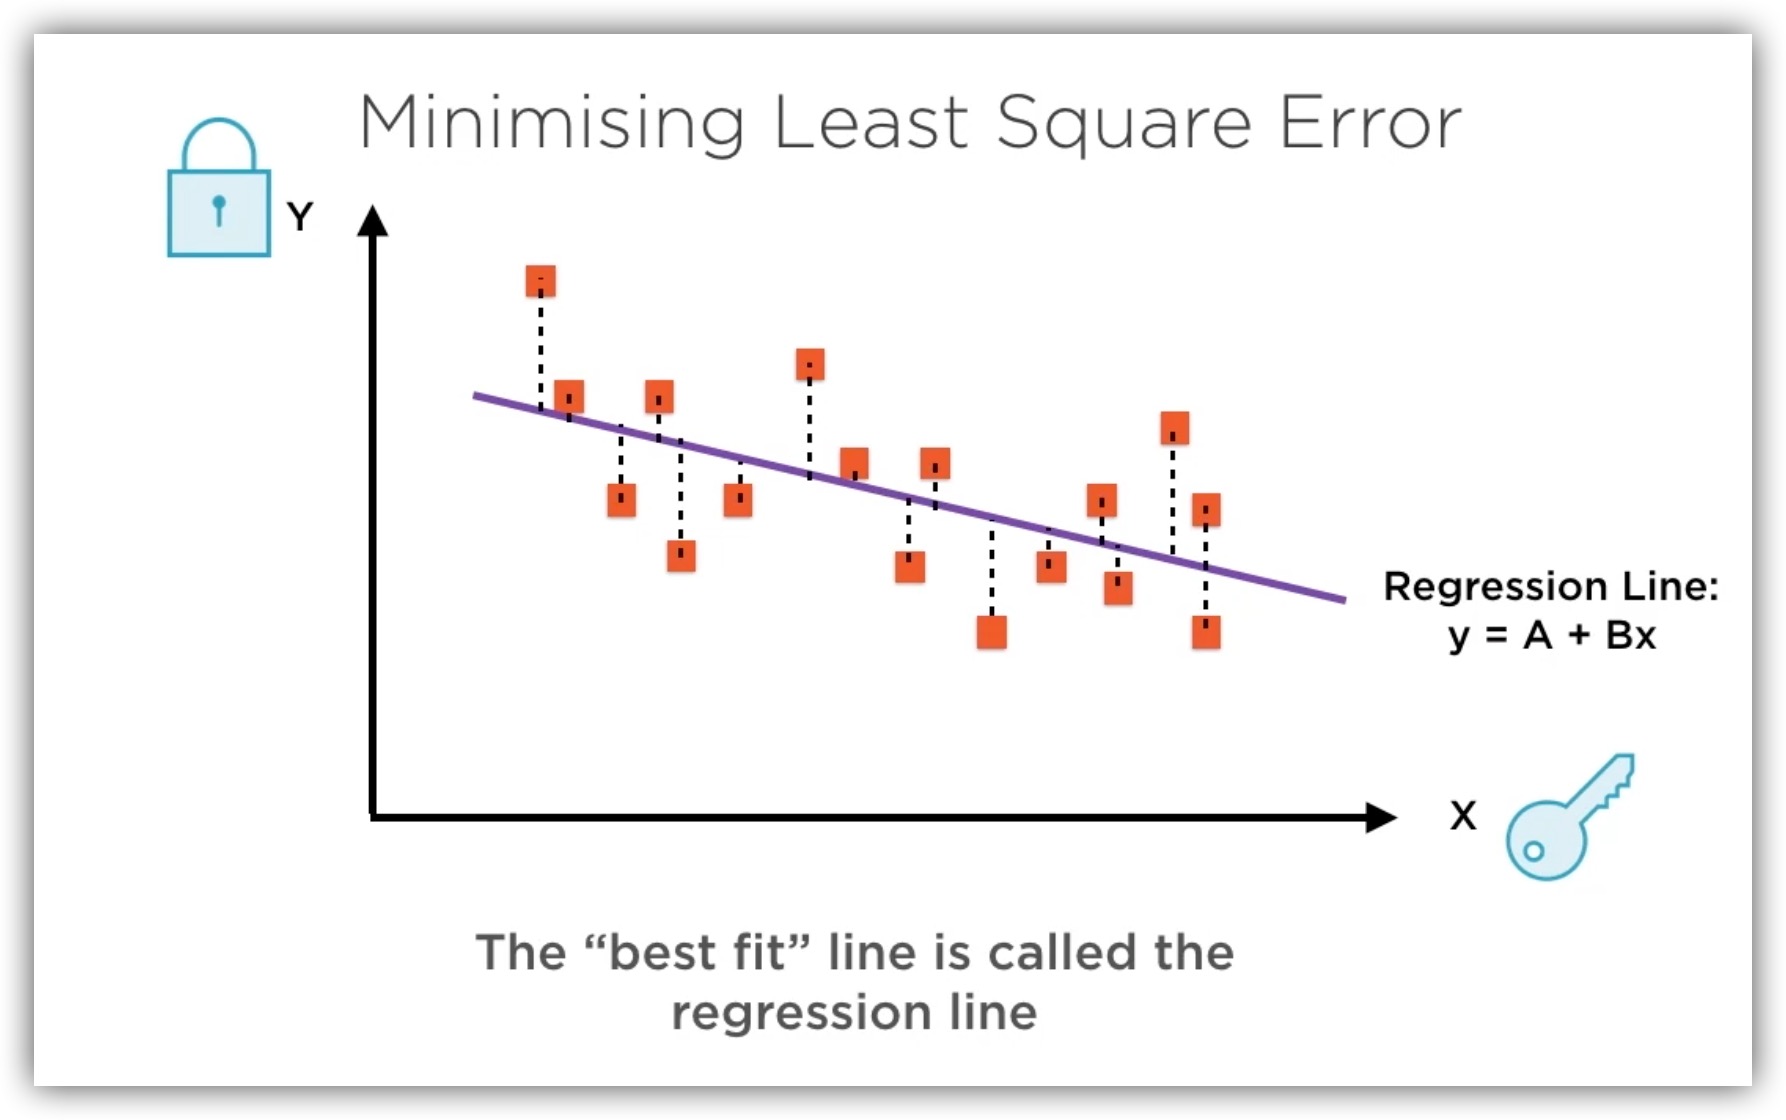 Minimising Least Square Error
Y
Regression Line:
y = A + Bx
X
The “best fit” line is called the
regression line